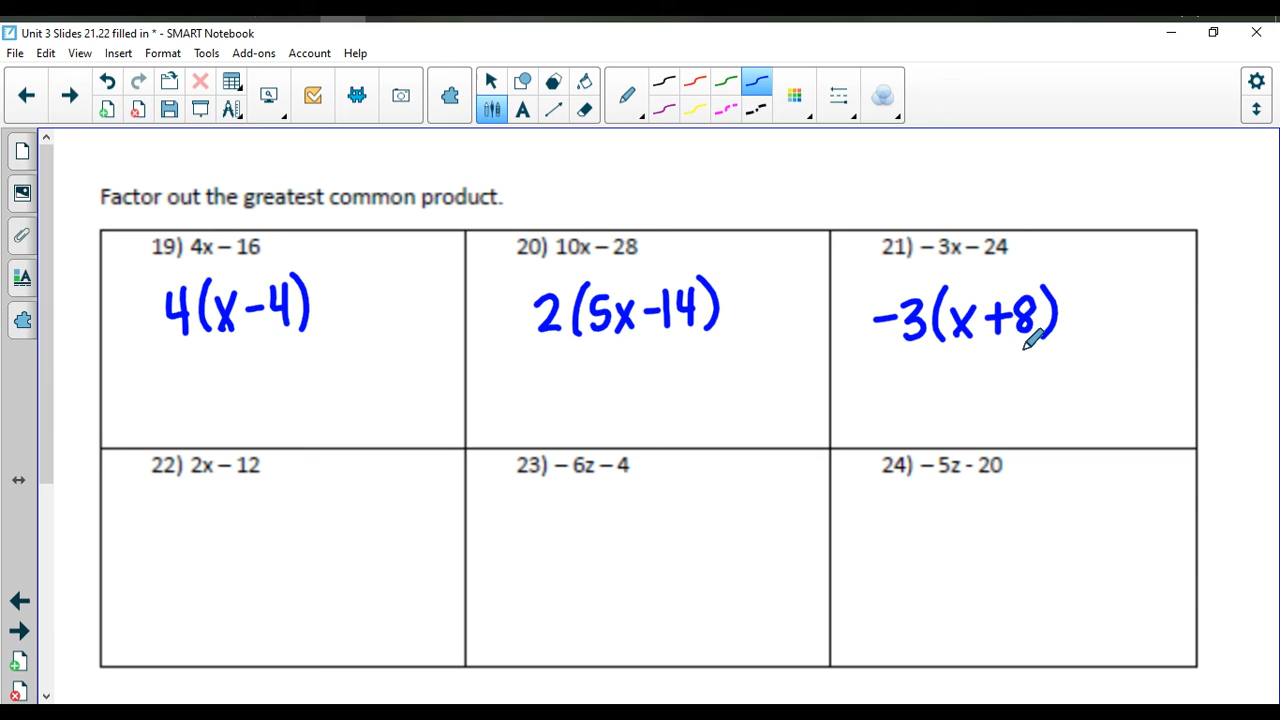 Unit 3 Slides 21.22 filled in * - SMART Notebook
File Edit View Insert Format Tools Add-ons Account Help
Factor out the greatest common product.
19) 4x – 16
4(x-4)
20) 10x – 28
2(5x-14)
21) – 3x – 24
-3(x+8)
22) 2x – 12
23) – 6z – 4
24) – 5z - 20